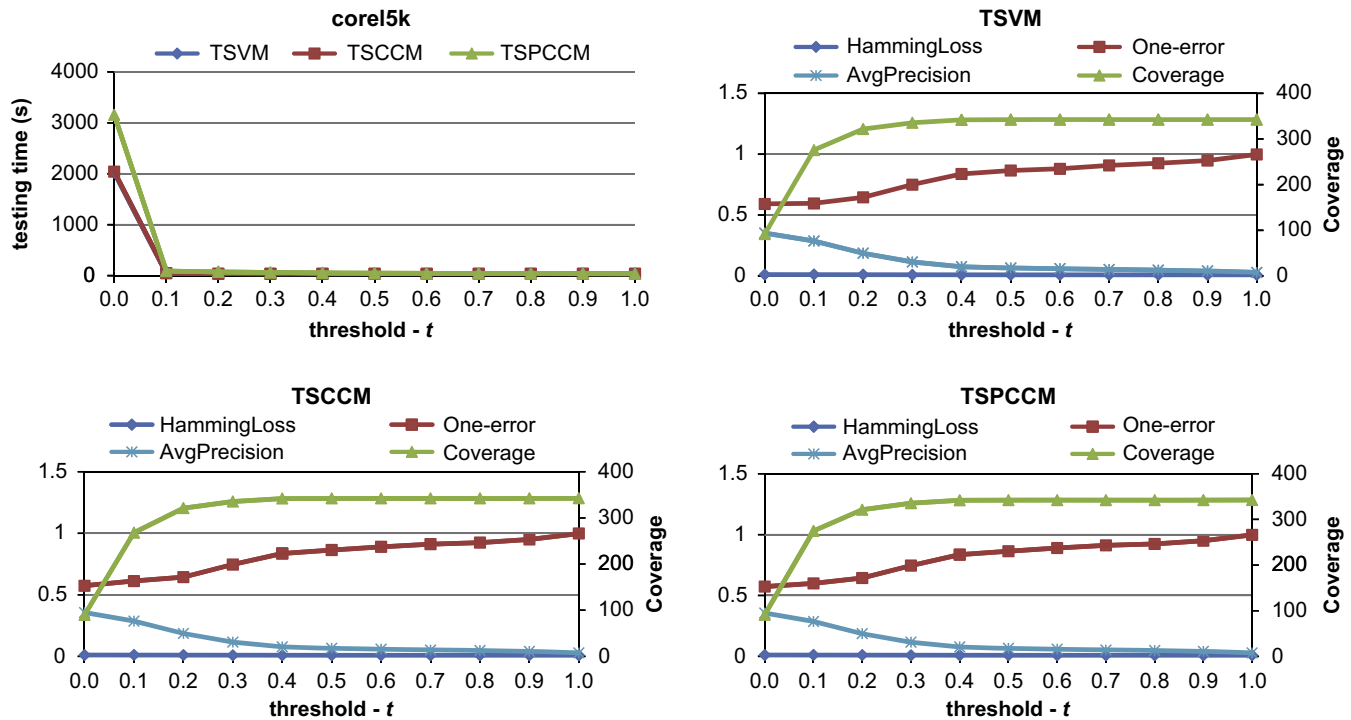 corel5k
TSVM TSCCM TSPCCM
4000
3000
2000
1000
0
testing time (s)
0.0 0.1 0.2 0.3 0.4 0.5 0.6 0.7 0.8 0.9 1.0
threshold - t
TSVM
HammingLoss One-error
AvgPrecision Coverage
1.5
1
0.5
0
400
300
200
100
0
Coverage
0.0 0.1 0.2 0.3 0.4 0.5 0.6 0.7 0.8 0.9 1.0
threshold - t
TSCCM
HammingLoss One-error
AvgPrecision Coverage
1.5
1
0.5
0
400
300
200
100
0
Coverage
0.0 0.1 0.2 0.3 0.4 0.5 0.6 0.7 0.8 0.9 1.0
threshold - t
TSPCCM
HammingLoss One-error
AvgPrecision Coverage
1.5
1
0.5
0
400
300
200
100
0
Coverage
0.0 0.1 0.2 0.3 0.4 0.5 0.6 0.7 0.8 0.9 1.0
threshold - t